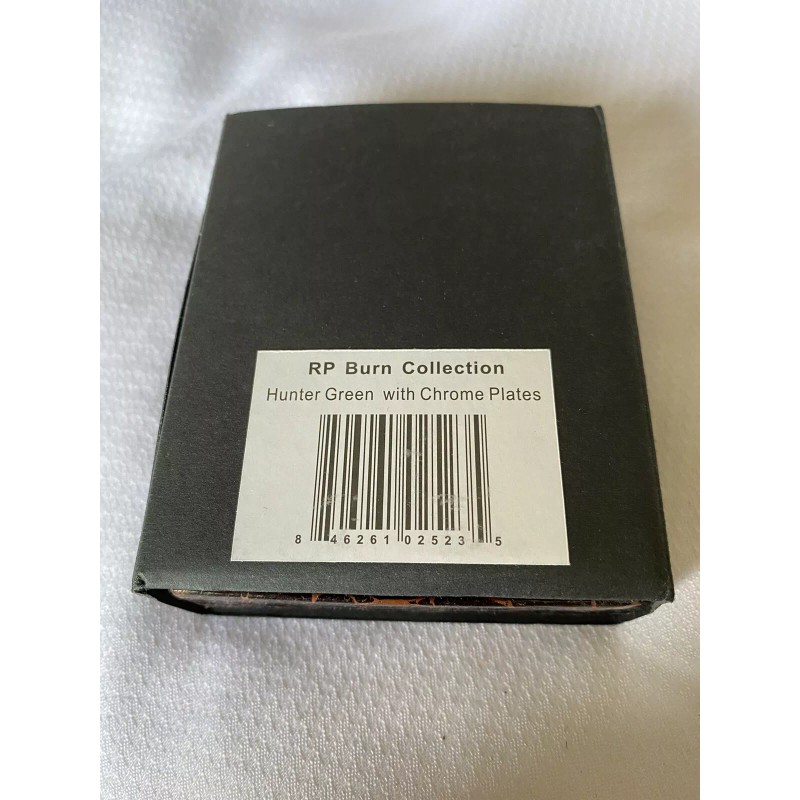 RP Burn Collection
Hunter Green with Chrome Plates
8 46261 02523 5